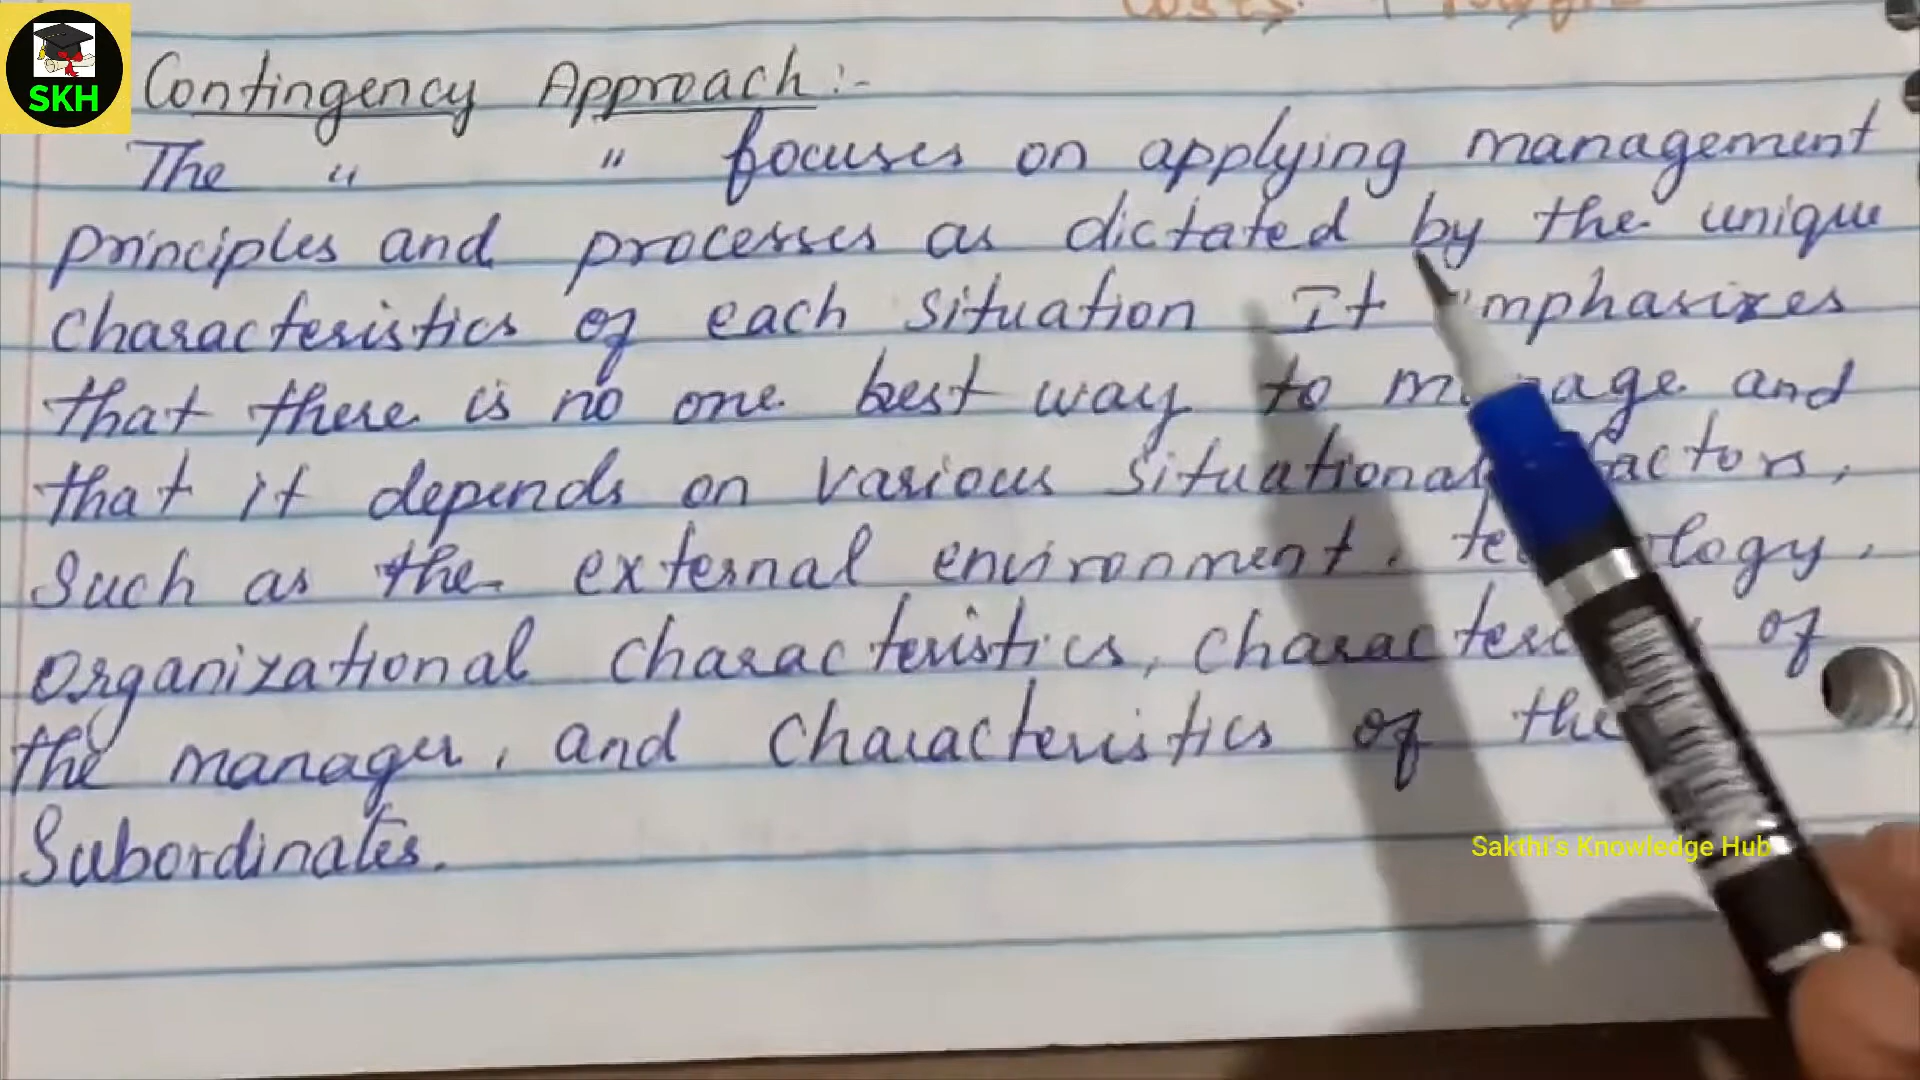 Costs
SKH
Contingency Approach :-
The " " focuses on applying management
principles and processes as dictated by the unique
characteristics of each situation It emphasizes
that there is no one best way to manage and
that it depends on various situational factors,
Such as the external environment, technology,
Organizational characteristics, characteristics of
the manager, and characteristics of the
Subordinates.
Sakthi's Knowledge Hub